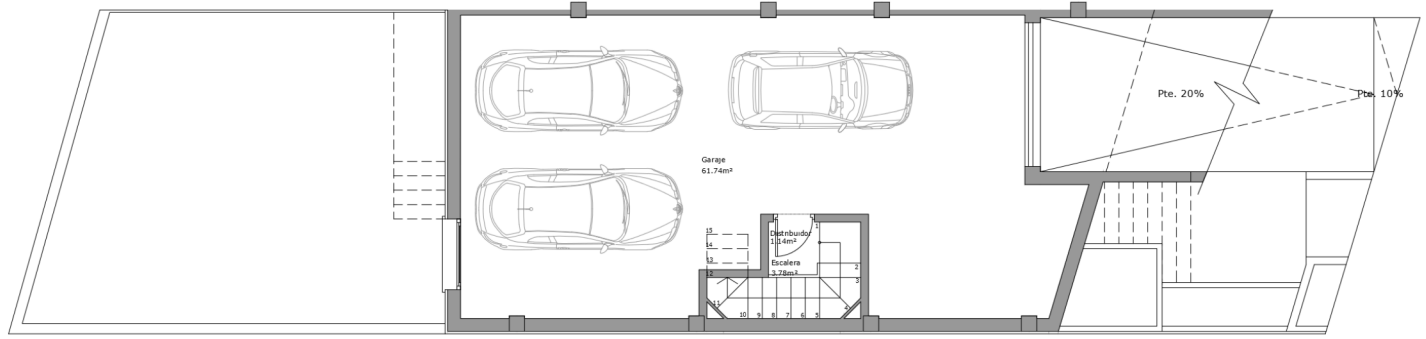 Pte. 20%
Pte. 10%
Garaje
61.74m²
15
14
13
12
11
10
9
8
7
6
5
4
3
2
1
Distribuidor
1.14m²
Escalera
3.78m²